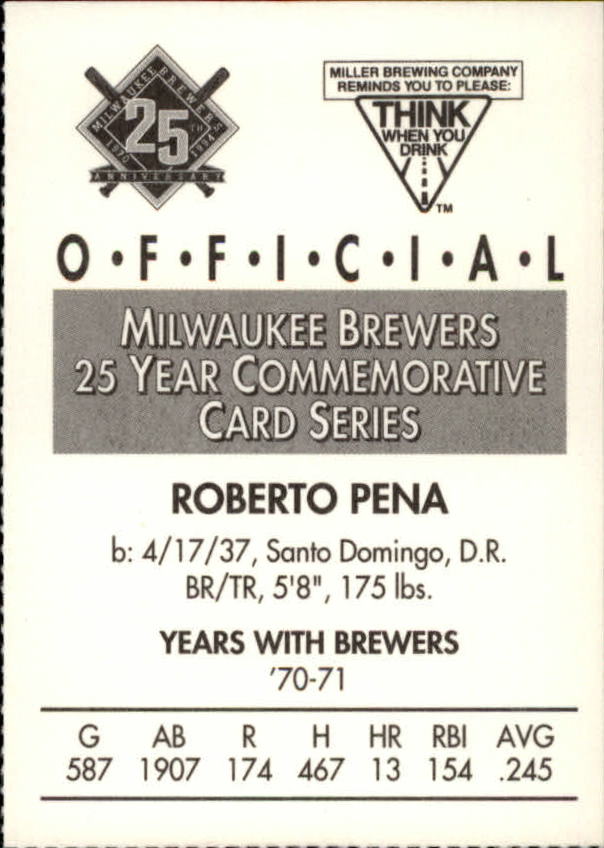 MILWAUKEE BREWERS
25TH
1970 1994
ANNIVERSARY
MILLER BREWING COMPANY
REMINDS YOU TO PLEASE:
THINK
WHEN YOU
DRINK
TM
O•F•F•I•C•I•A•L
MILWAUKEE BREWERS
25 YEAR COMMEMORATIVE
CARD SERIES
ROBERTO PENA
b: 4/17/37, Santo Domingo, D.R.
BR/TR, 5'8", 175 lbs.
YEARS WITH BREWERS
'70-71
G AB R H HR RBI AVG
587 1907 174 467 13 154 .245